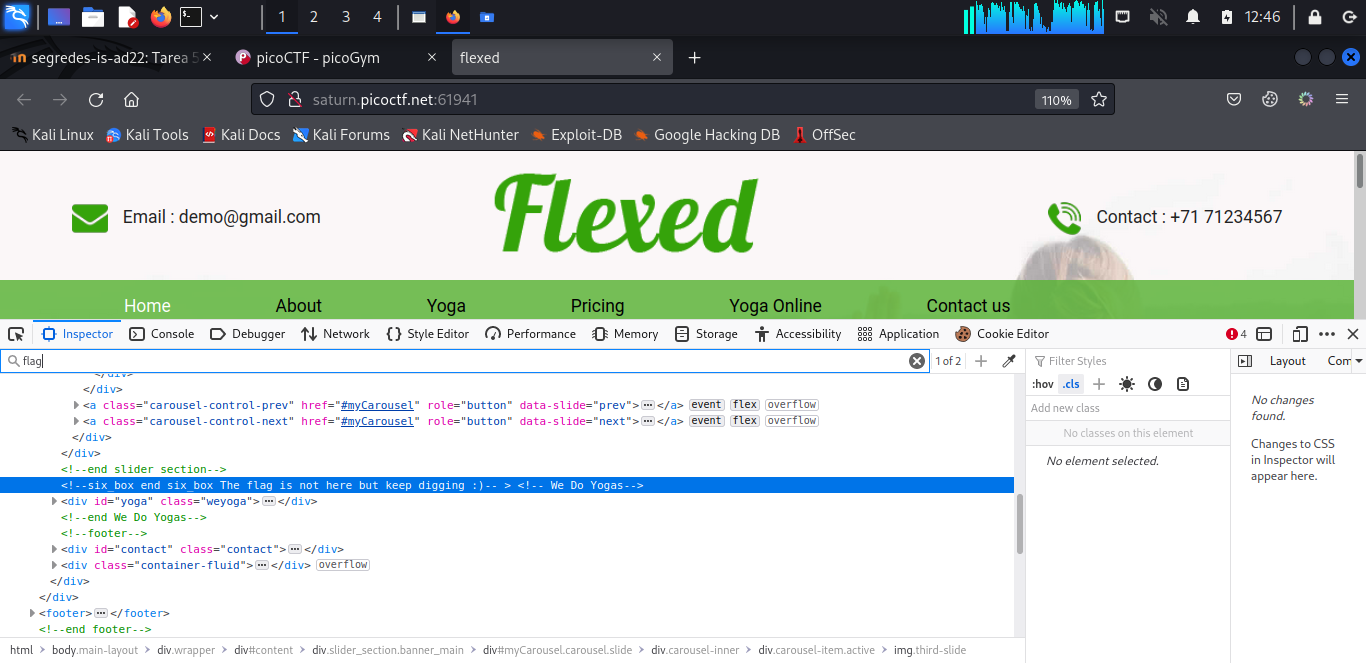 1 2 3 4 12:46
segredes-is-ad22: Tarea 5 picoCTF - picoGym flexed
saturn.picoctf.net:61941 110%
Kali Linux Kali Tools Kali Docs Kali Forums Kali NetHunter Exploit-DB Google Hacking DB OffSec
Email : demo@gmail.com Flexed Contact : +71 71234567
Home About Yoga Pricing Yoga Online Contact us
Inspector Console Debugger Network Style Editor Performance Memory Storage Accessibility Application Cookie Editor 4
flag 1 of 2 Filter Styles Layout Com
:hov .cls
Add new class
No classes on this element
No element selected.
No changes
found.
Changes to CSS
in Inspector will
appear here.
</div>
</div>
<a class="carousel-control-prev" href="#myCarousel" role="button" data-slide="prev">⋯</a> event flex overflow
<a class="carousel-control-next" href="#myCarousel" role="button" data-slide="next">⋯</a> event flex overflow
</div>
</div>
<!--end slider section-->
<!--six_box end six_box The flag is not here but keep digging :)-- > <!-- We Do Yogas-->
<div id="yoga" class="weyoga">⋯</div>
<!--end We Do Yogas-->
<!--footer-->
<div id="contact" class="contact">⋯</div>
<div class="container-fluid">⋯</div> overflow
</div>
</div>
<footer>⋯</footer>
<!--end footer-->
html > body.main-layout > div.wrapper > div#content > div.slider_section.banner_main > div#myCarousel.carousel.slide > div.carousel-inner > div.carousel-item.active > img.third-slide